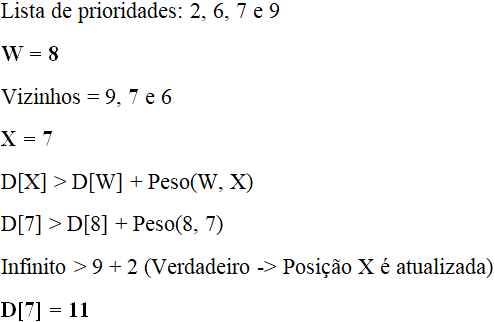 Lista de prioridades: 2, 6, 7 e 9
W = 8
Vizinhos = 9, 7 e 6
X = 7
D[X] > D[W] + Peso(W, X)
D[7] > D[8] + Peso(8, 7)
Infinito > 9 + 2 (Verdadeiro -> Posição X é atualizada)
D[7] = 11